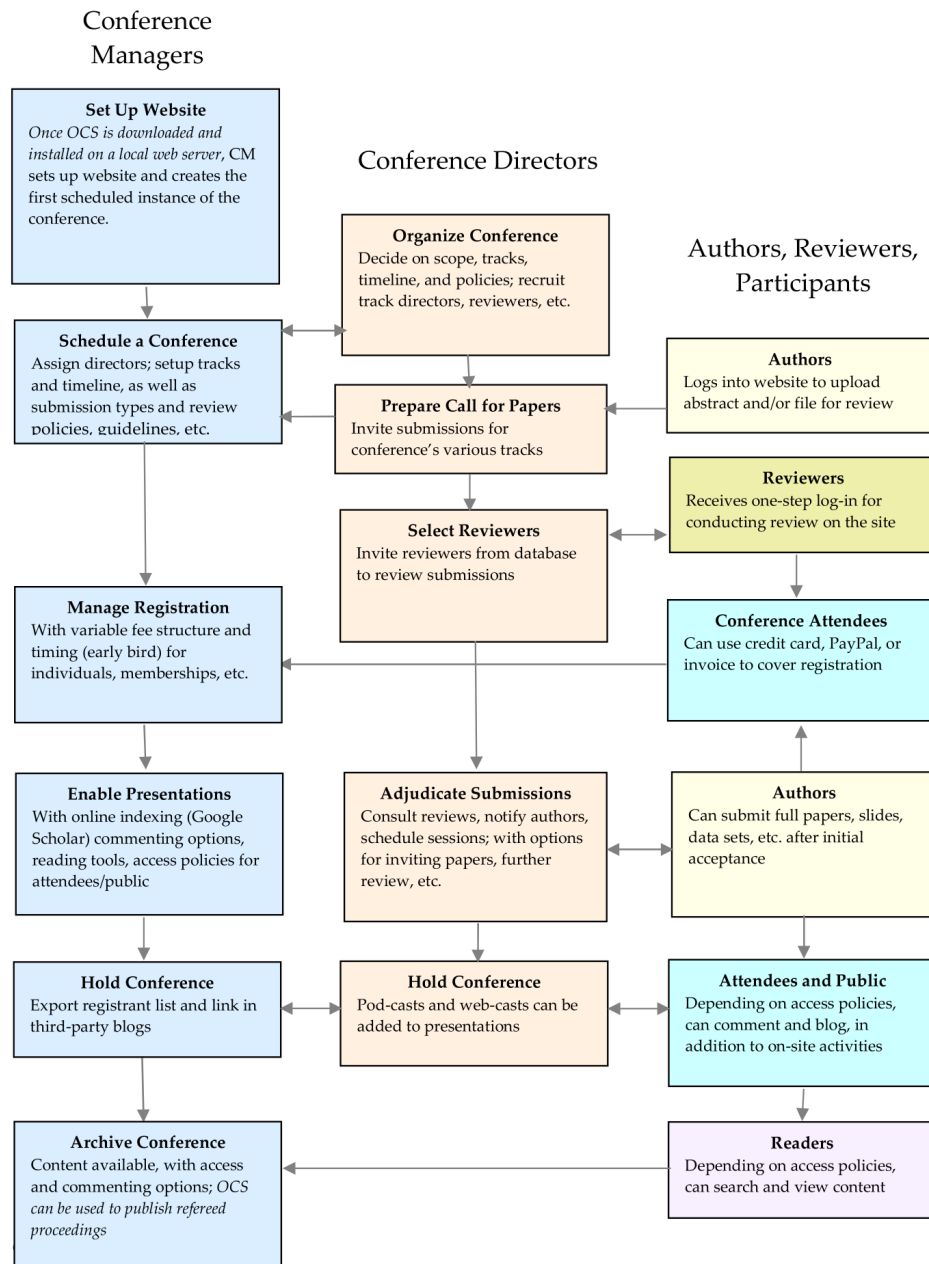 Conference
Managers
Set Up Website
Once OCS is downloaded and
installed on a local web server, CM
sets up website and creates the
first scheduled instance of the
conference.
Schedule a Conference
Assign directors; setup tracks
and timeline, as well as
submission types and review
policies, guidelines, etc.
Manage Registration
With variable fee structure and
timing (early bird) for
individuals, memberships, etc.
Enable Presentations
With online indexing (Google
Scholar) commenting options,
reading tools, access policies for
attendees/public
Hold Conference
Export registrant list and link in
third-party blogs
Archive Conference
Content available, with access
and commenting options; OCS
can be used to publish refereed
proceedings
Conference Directors
Organize Conference
Decide on scope, tracks,
timeline, and policies; recruit
track directors, reviewers, etc.
Prepare Call for Papers
Invite submissions for
conference's various tracks
Select Reviewers
Invite reviewers from database
to review submissions
Adjudicate Submissions
Consult reviews, notify authors,
schedule sessions; with options
for inviting papers, further
review, etc.
Hold Conference
Pod-casts and web-casts can be
added to presentations
Authors, Reviewers,
Participants
Authors
Logs into website to upload
abstract and/or file for review
Reviewers
Receives one-step log-in for
conducting review on the site
Conference Attendees
Can use credit card, PayPal, or
invoice to cover registration
Authors
Can submit full papers, slides,
data sets, etc. after initial
acceptance
Attendees and Public
Depending on access policies,
can comment and blog, in
addition to on-site activities
Readers
Depending on access policies,
can search and view content